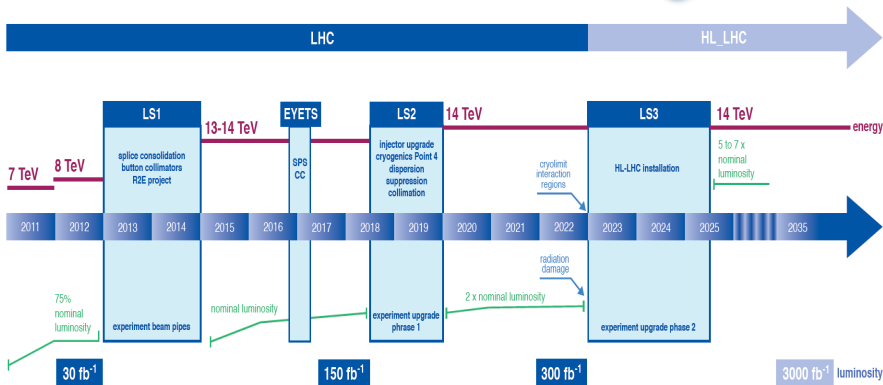 LHC
HL_LHC
LS1
EYETS
LS2
LS3
7 TeV
8 TeV
13-14 TeV
14 TeV
14 TeV
energy
splice consolidation
button collimators
R2E project
SPS
CC
injector upgrade
cryogenics Point 4
dispersion
suppression
collimation
cryolimit
interaction
regions
HL-LHC installation
5 to 7 x
nominal
luminosity
2011
2012
2013
2014
2015
2016
2017
2018
2019
2020
2021
2022
2023
2024
2025
2035
75%
nominal
luminosity
experiment beam pipes
nominal luminosity
experiment upgrade
phrase 1
2 x nominal luminosity
radiation
damage
experiment upgrade phase 2
30 fb-1
150 fb-1
300 fb-1
3000 fb-1
luminosity